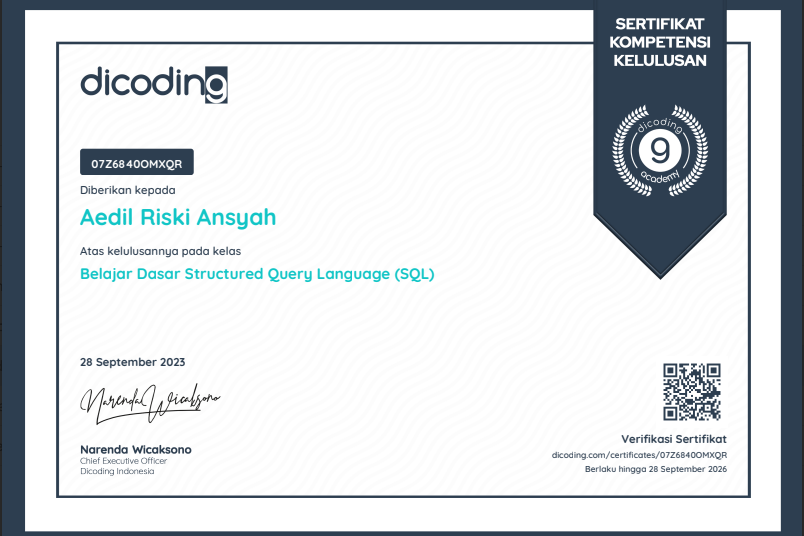 SERTIFIKAT
KOMPETENSI
KELULUSAN
dicoding
dicoding
9
academy
07Z6840OMXQR
Diberikan kepada
Aedil Riski Ansyah
Atas kelulusannya pada kelas
Belajar Dasar Structured Query Language (SQL)
28 September 2023
Narenda Wicaksono
Narenda Wicaksono
Chief Executive Officer
Dicoding Indonesia
Verifikasi Sertifikat
dicoding.com/certificates/07Z6840OMXQR
Berlaku hingga 28 September 2026